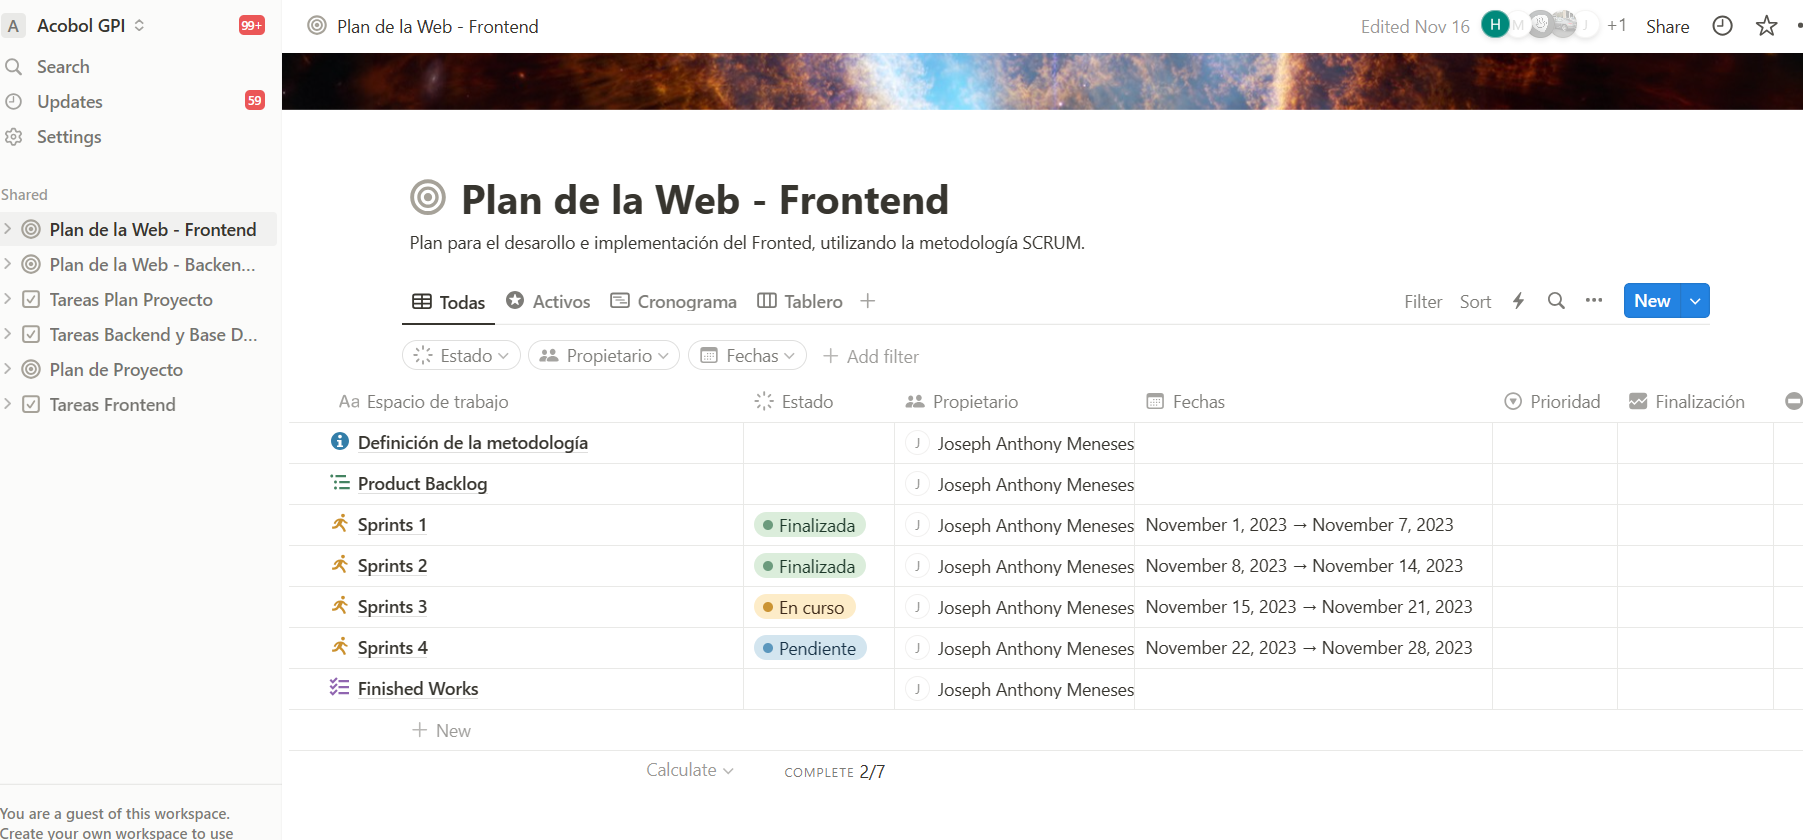 A Acobol GPI 99+
Search
Updates 59
Settings
Shared
Plan de la Web - Frontend
Plan de la Web - Backen...
Tareas Plan Proyecto
Tareas Backend y Base D...
Plan de Proyecto
Tareas Frontend
You are a guest of this workspace.
Create your own workspace to use
Plan de la Web - Frontend Edited Nov 16 H M J +1 Share
Plan de la Web - Frontend
Plan para el desarollo e implementación del Fronted, utilizando la metodología SCRUM.
Todas Activos Cronograma Tablero Filter Sort New
Estado Propietario Fechas Add filter
Aa Espacio de trabajo Estado Propietario Fechas Prioridad Finalización
Definición de la metodología J Joseph Anthony Meneses
Product Backlog J Joseph Anthony Meneses
Sprints 1 Finalizada J Joseph Anthony Meneses November 1, 2023 → November 7, 2023
Sprints 2 Finalizada J Joseph Anthony Meneses November 8, 2023 → November 14, 2023
Sprints 3 En curso J Joseph Anthony Meneses November 15, 2023 → November 21, 2023
Sprints 4 Pendiente J Joseph Anthony Meneses November 22, 2023 → November 28, 2023
Finished Works J Joseph Anthony Meneses
New
Calculate COMPLETE 2/7